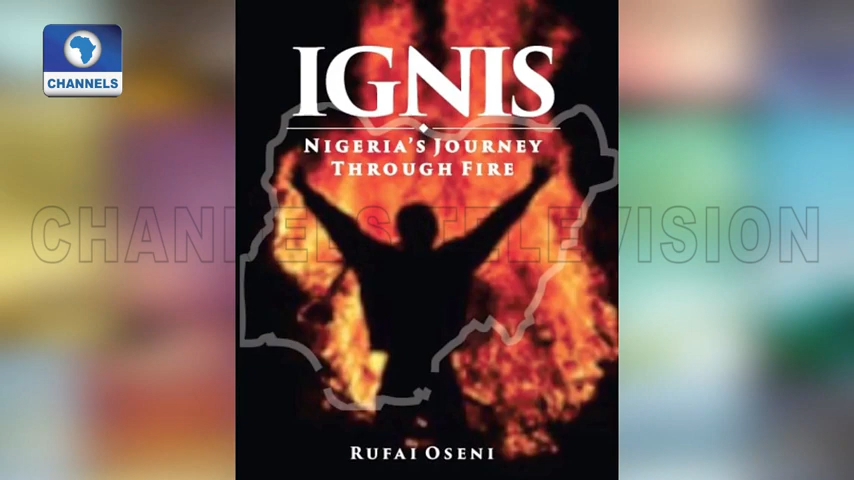 CHANNELS
IGNIS
NIGERIA'S JOURNEY
THROUGH FIRE
CHANNELS TELEVISION
RUFAI OSENI